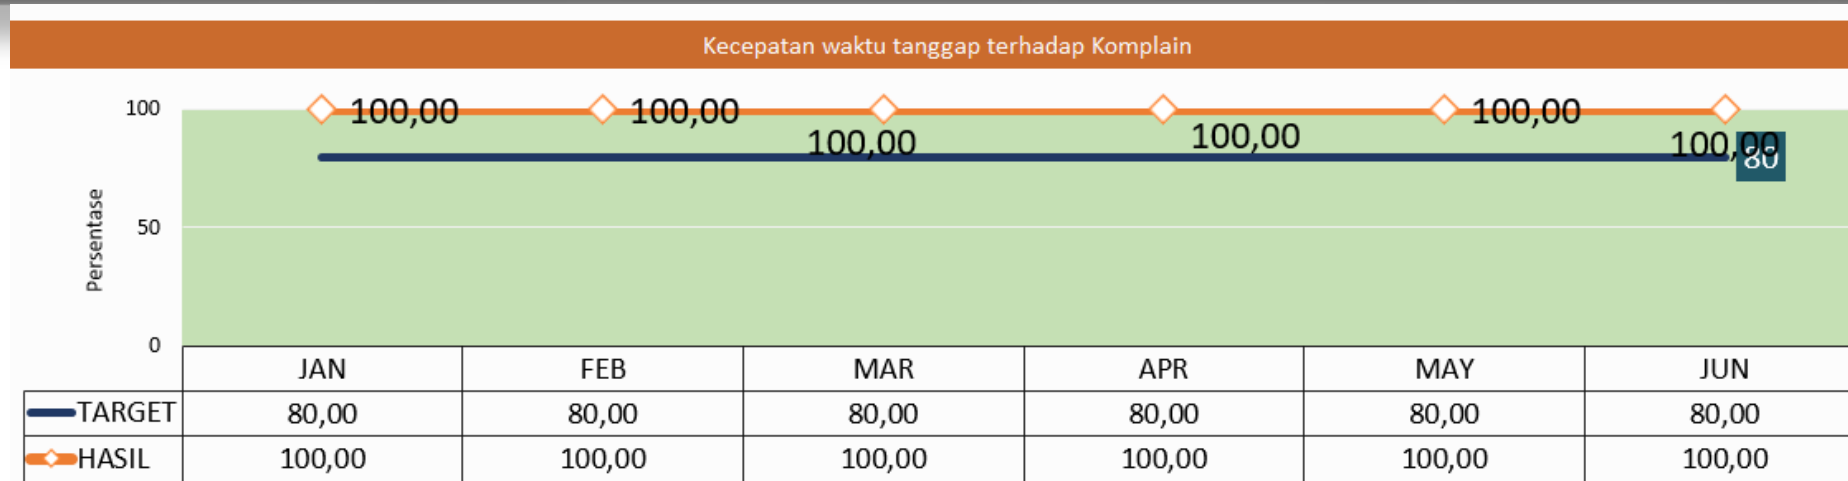 Kecepatan waktu tanggap terhadap Komplain
100
100,00
100,00
100,00
100,00
100,00
100,00
80
Persentase
50
0
JAN FEB MAR APR MAY JUN
TARGET 80,00 80,00 80,00 80,00 80,00 80,00
HASIL 100,00 100,00 100,00 100,00 100,00 100,00